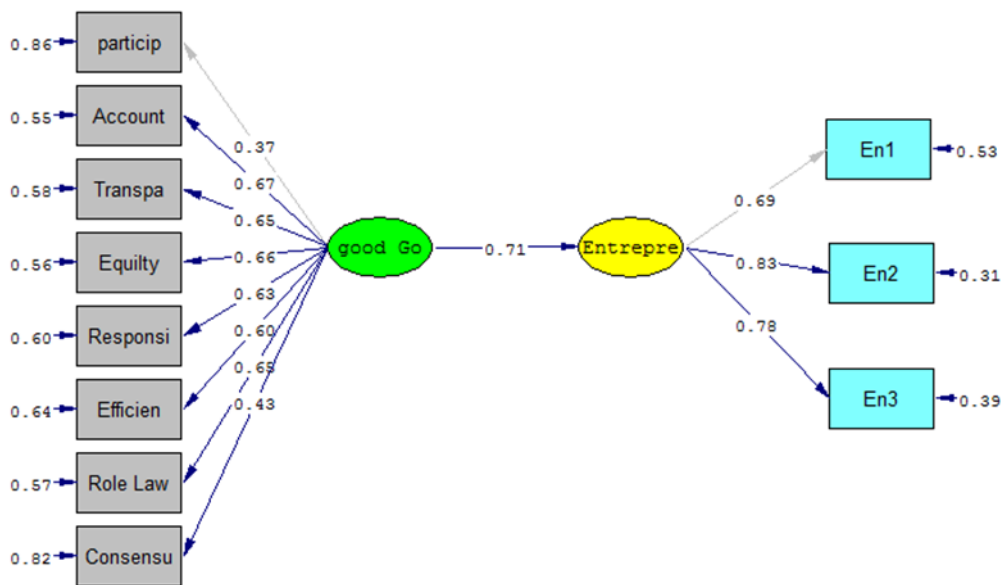 0.86 particip
0.55 Account
0.58 Transpa
0.56 Equilty
0.60 Responsi
0.64 Efficien
0.57 Role Law
0.82 Consensu
0.37
0.67
0.65
0.66
0.63
0.60
0.65
0.43
good Go
0.71
Entrepre
0.69
0.83
0.78
En1 0.53
En2 0.31
En3 0.39